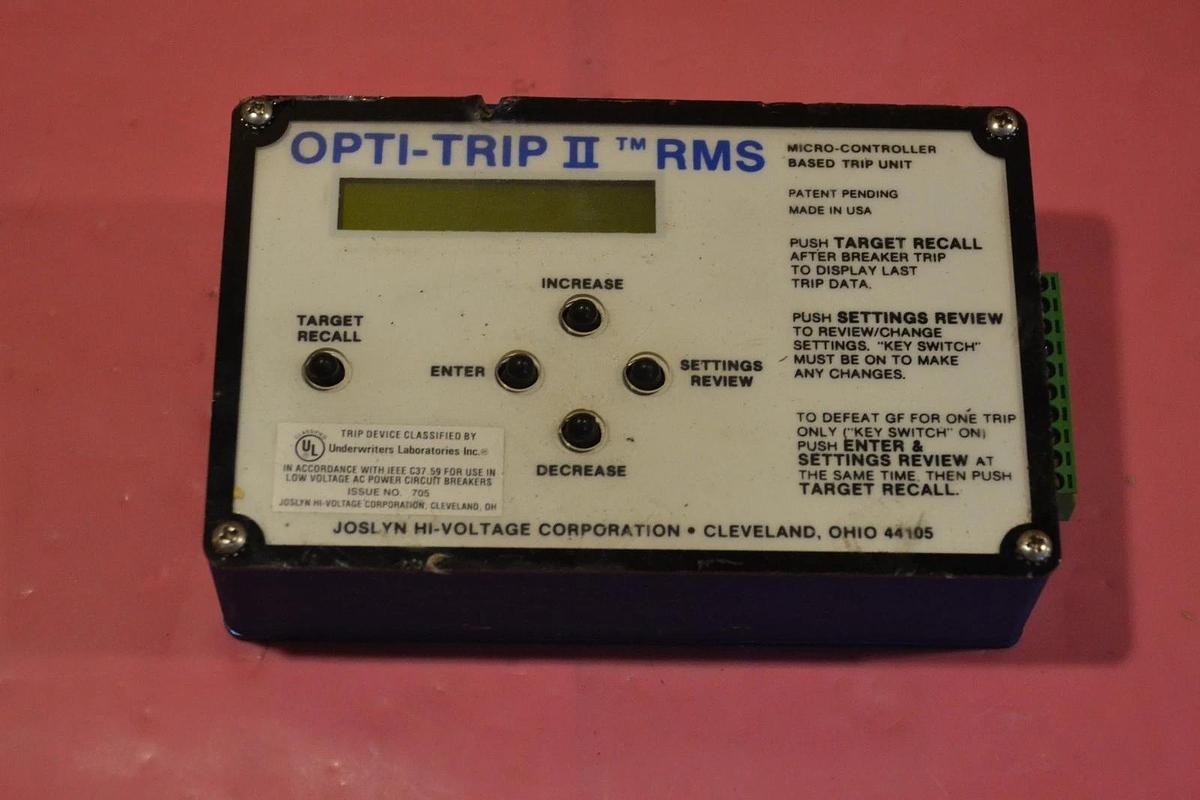 OPTI-TRIP II ™ RMS
MICRO-CONTROLLER
BASED TRIP UNIT
PATENT PENDING
MADE IN USA
PUSH TARGET RECALL
AFTER BREAKER TRIP
TO DISPLAY LAST
TRIP DATA.
PUSH SETTINGS REVIEW
TO REVIEW/CHANGE
SETTINGS. "KEY SWITCH"
MUST BE ON TO MAKE
ANY CHANGES.
TO DEFEAT GF FOR ONE TRIP
ONLY ("KEY SWITCH" ON)
PUSH ENTER &
SETTINGS REVIEW AT
THE SAME TIME, THEN PUSH
TARGET RECALL.
INCREASE
TARGET
RECALL
ENTER
SETTINGS
REVIEW
DECREASE
CLASSIFIED
UL
TRIP DEVICE CLASSIFIED BY
Underwriters Laboratories Inc.®
IN ACCORDANCE WITH IEEE C37.59 FOR USE IN
LOW VOLTAGE AC POWER CIRCUIT BREAKERS
ISSUE NO. 705
JOSLYN HI-VOLTAGE CORPORATION, CLEVELAND, OH
JOSLYN HI-VOLTAGE CORPORATION • CLEVELAND, OHIO 44105